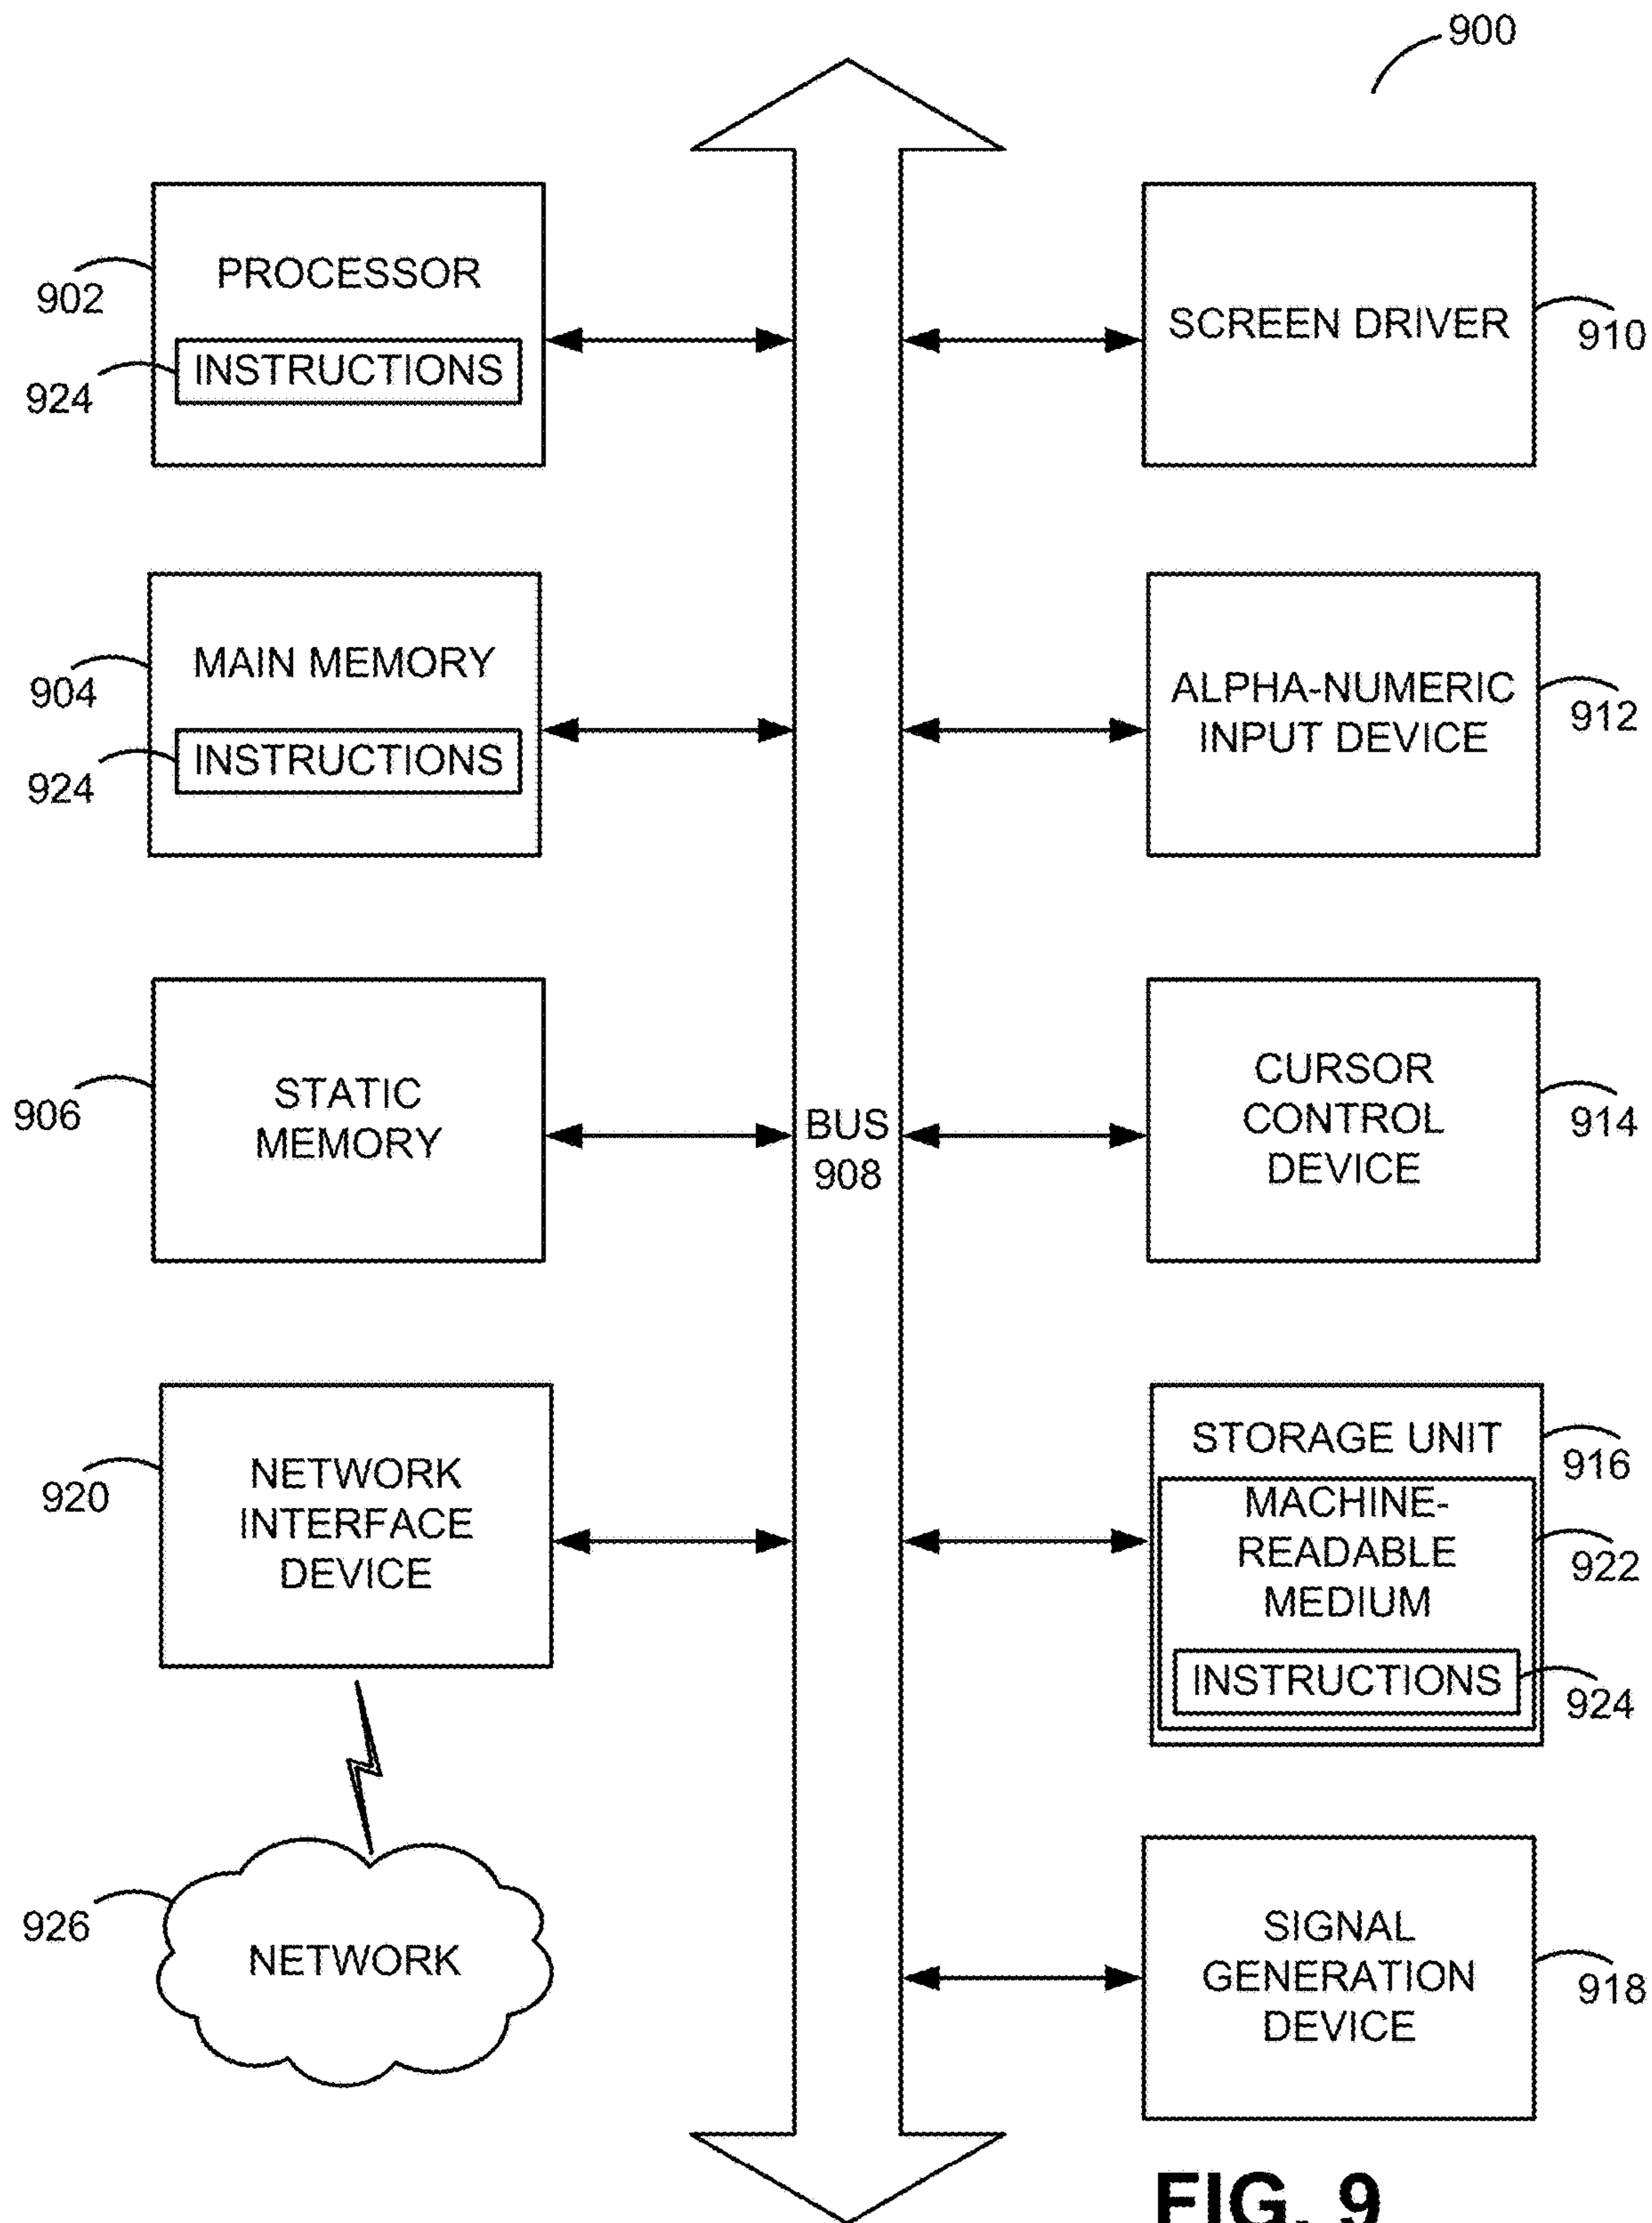 900
PROCESSOR
902
INSTRUCTIONS
924
SCREEN DRIVER
910
MAIN MEMORY
904
INSTRUCTIONS
924
ALPHA-NUMERIC
INPUT DEVICE
912
STATIC
MEMORY
906
BUS
908
CURSOR
CONTROL
DEVICE
914
NETWORK
INTERFACE
DEVICE
920
STORAGE UNIT
916
MACHINE-
READABLE
MEDIUM
922
INSTRUCTIONS
924
NETWORK
926
SIGNAL
GENERATION
DEVICE
918
FIG. 9